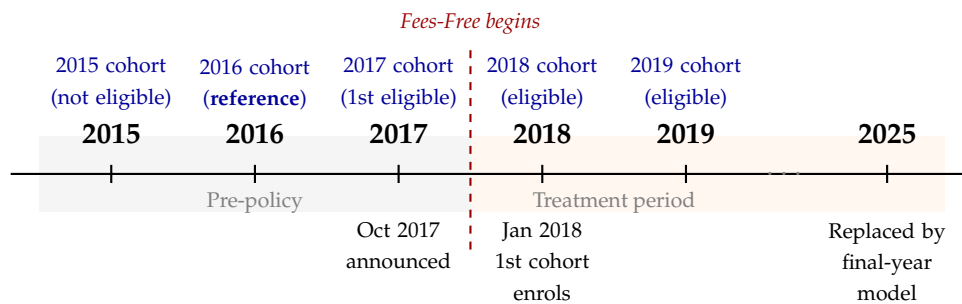 Fees-Free begins
2015 cohort
(not eligible)
2016 cohort
(reference)
2017 cohort
(1st eligible)
2018 cohort
(eligible)
2019 cohort
(eligible)
2015 2016 2017 2018 2019 2025
. . .
Pre-policy Treatment period
Oct 2017
announced
Jan 2018
1st cohort
enrols
Replaced by
final-year
model